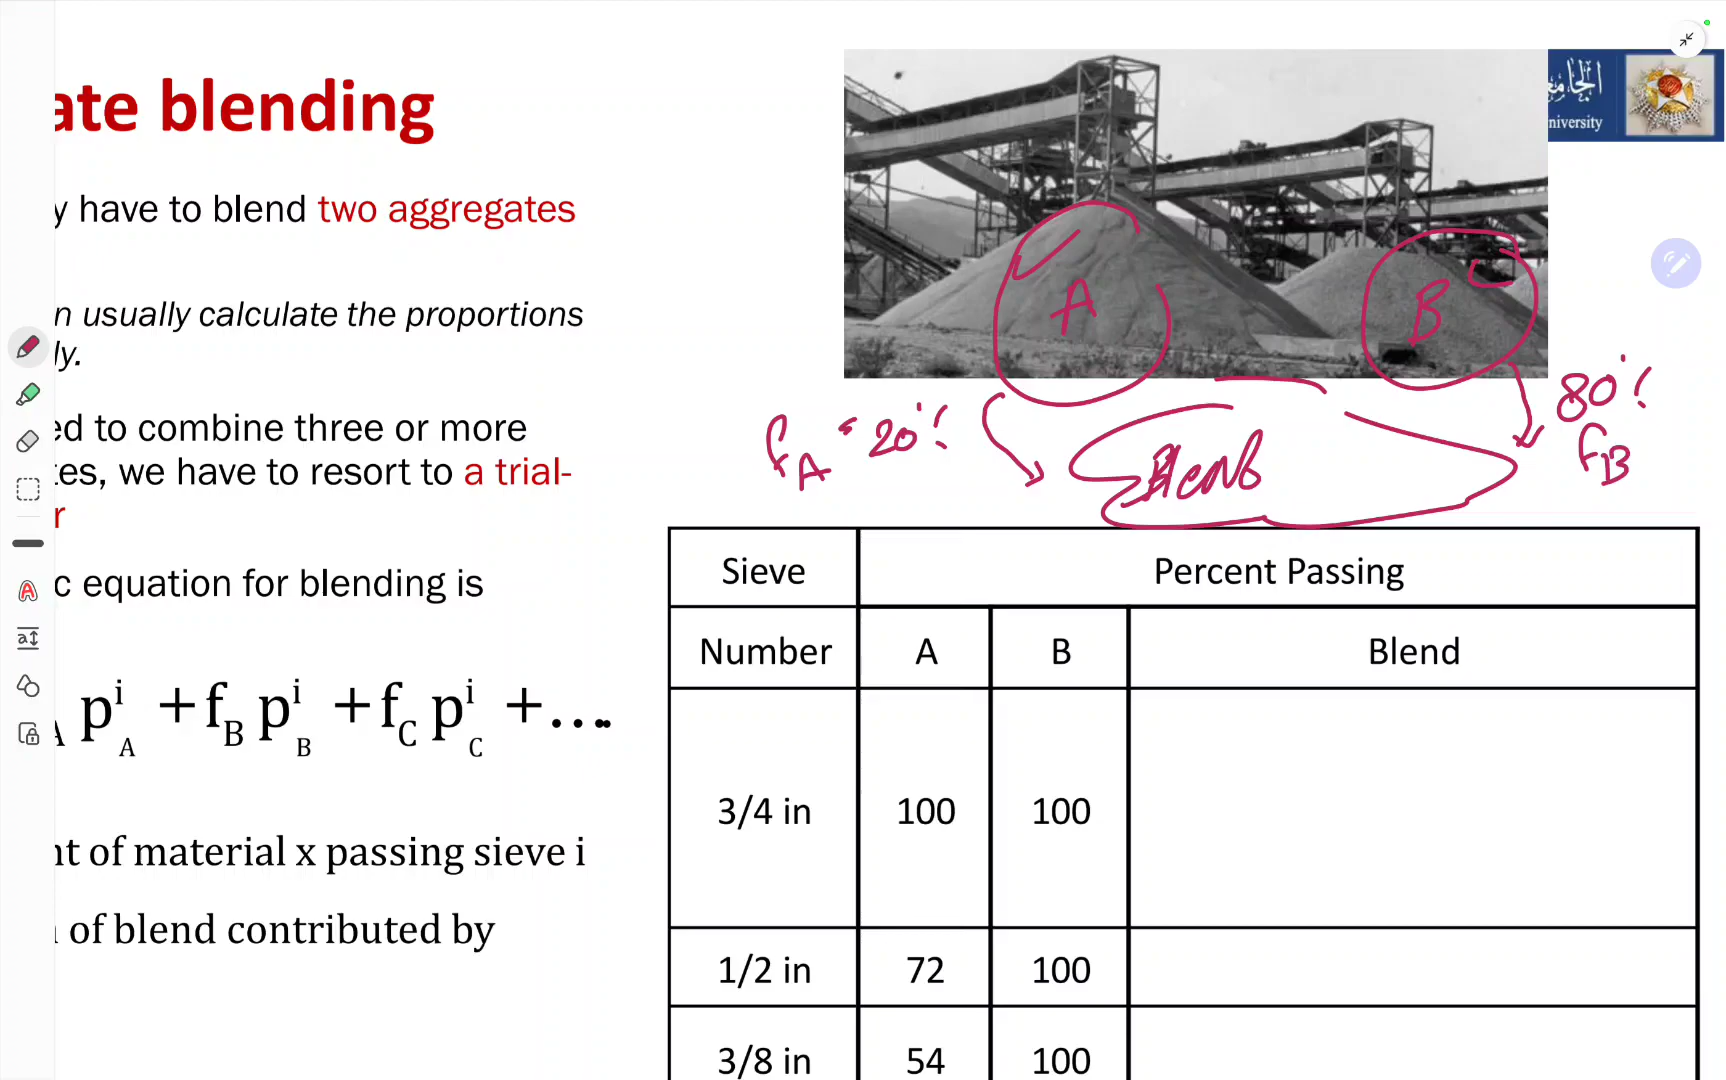 ate blending
الجامع
niversity
y have to blend two aggregates
n usually calculate the proportions
ly.
ed to combine three or more
tes, we have to resort to a trial-
r
c equation for blending is
A p^i_A + f_B p^i_B + f_C p^i_C + ....
nt of material x passing sieve i
of blend contributed by
A
B
f_A = 20%
80%
f_B
Blend
Sieve Percent Passing
Number A B Blend
3/4 in 100 100
1/2 in 72 100
3/8 in 54 100
A
a